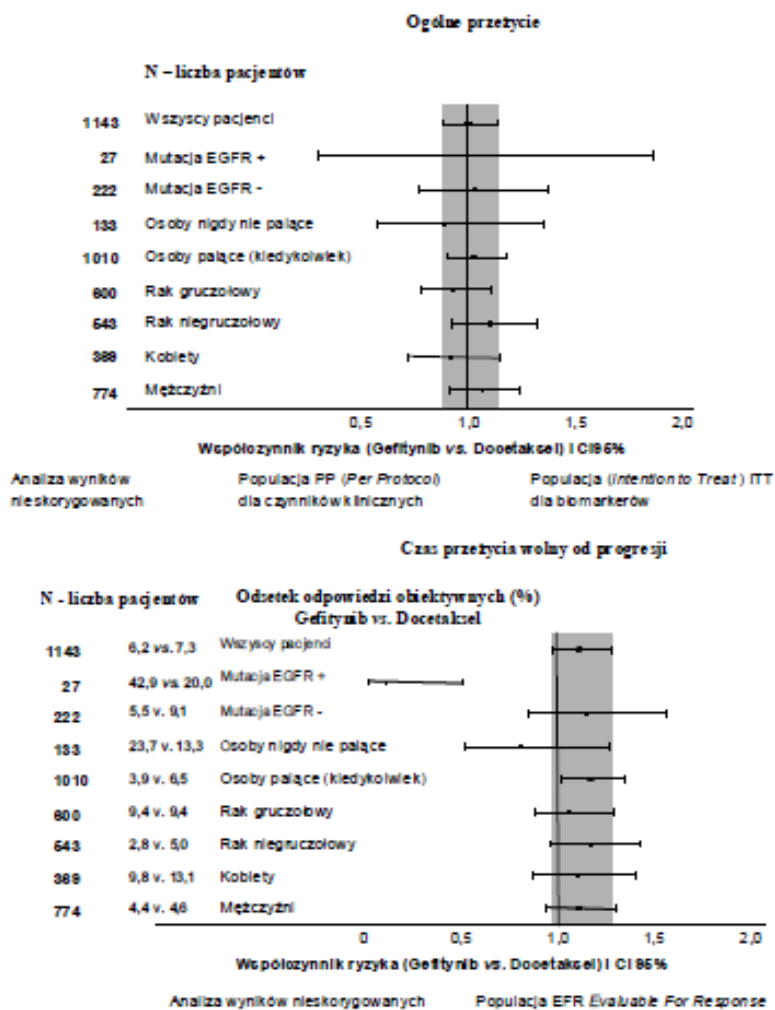 Ogólne przeżycie
N – liczba pacjentów
1143 Wszyscy pacjenci
27 Mutacja EGFR +
222 Mutacja EGFR -
133 Osoby nigdy nie palące
1010 Osoby palące (kiedykolwiek)
600 Rak gruczołowy
543 Rak niegruczołowy
369 Kobiety
774 Mężczyźni
0,5 1,0 1,5 2,0
Współczynnik ryzyka (Gefitynib vs. Docetaksel) i CI95%
Analiza wyników Populacja PP (Per Protocol) Populacja (Intention to Treat) ITT
nieskorygowanych dla czynników klinicznych dla biomarkerów
Czas przeżycia wolny od progresji
N - liczba pacjentów Odsetek odpowiedzi obiektywnych (%)
Gefitynib vs. Docetaksel
1143 6,2 vs. 7,3 Wszyscy pacjenci
27 42,9 vs. 20,0 Mutacja EGFR +
222 5,5 v. 9,1 Mutacja EGFR -
133 23,7 v. 13,3 Osoby nigdy nie palące
1010 3,9 v. 6,5 Osoby palące (kiedykolwiek)
600 9,4 v. 9,4 Rak gruczołowy
543 2,8 v. 5,0 Rak niegruczołowy
369 9,8 v. 13,1 Kobiety
774 4,4 v. 4,6 Mężczyźni
0 0,5 1,0 1,5 2,0
Współczynnik ryzyka (Gefitynib vs. Docetaksel) i CI 95%
Analiza wyników nieskorygowanych Populacja EFR Evaluable For Response